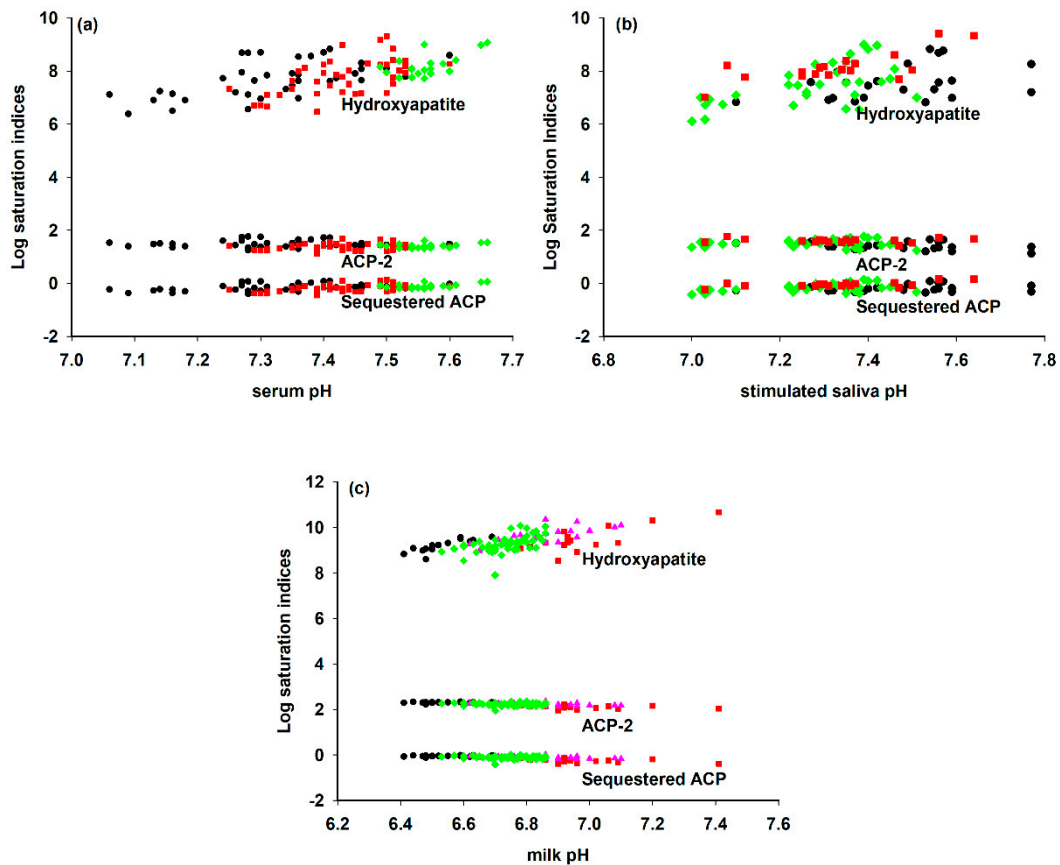 (a)
Log saturation indices
10
8
6
4
2
0
-2
Hydroxyapatite
ACP-2
Sequestered ACP
7.0 7.1 7.2 7.3 7.4 7.5 7.6 7.7
serum pH
(b)
Log Saturation Indices
10
8
6
4
2
0
-2
Hydroxyapatite
ACP-2
Sequestered ACP
6.8 7.0 7.2 7.4 7.6 7.8
stimulated saliva pH
(c)
Log saturation indices
12
10
8
6
4
2
0
-2
Hydroxyapatite
ACP-2
Sequestered ACP
6.2 6.4 6.6 6.8 7.0 7.2 7.4 7.6
milk pH